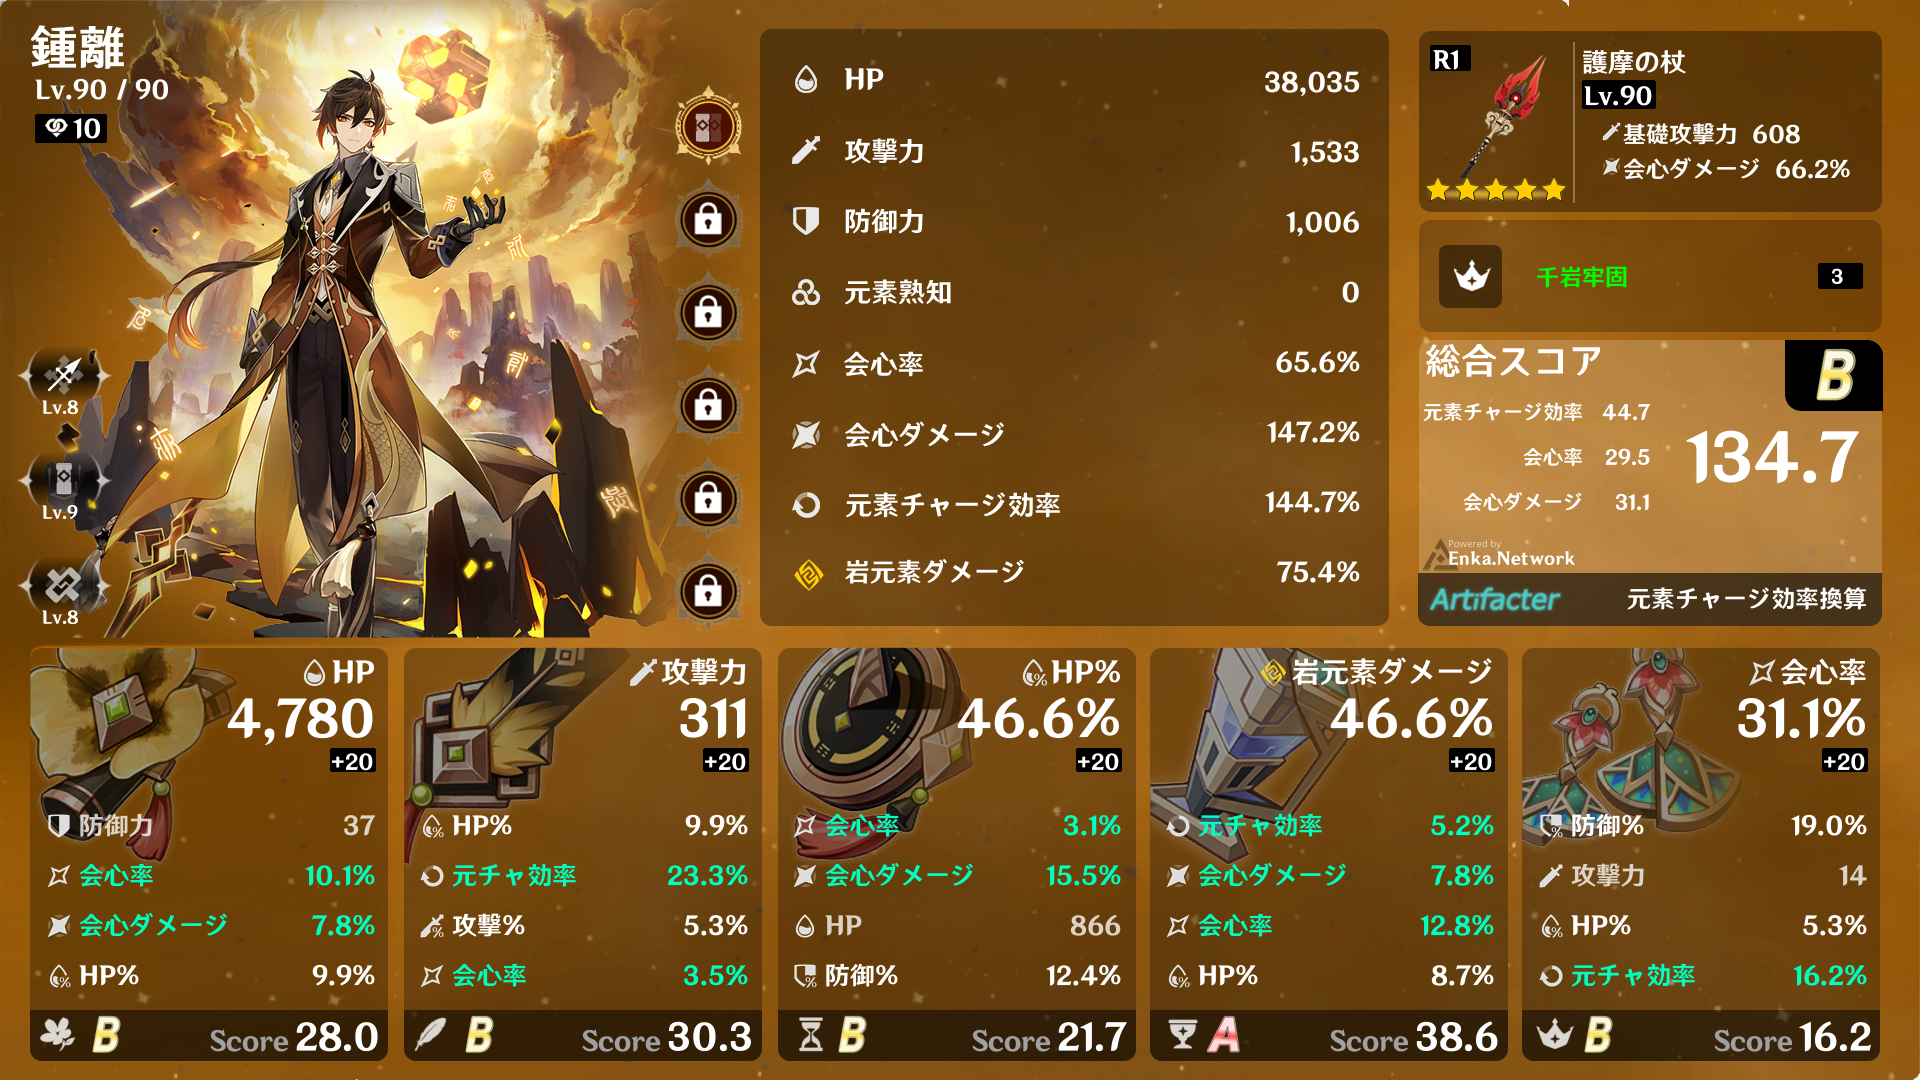 鍾離
Lv.90 / 90
10
Lv.8
Lv.9
Lv.8
HP 38,035
攻撃力 1,533
防御力 1,006
元素熟知 0
会心率 65.6%
会心ダメージ 147.2%
元素チャージ効率 144.7%
岩元素ダメージ 75.4%
R1
護摩の杖
Lv.90
基礎攻撃力 608
会心ダメージ 66.2%
千岩牢固 3
総合スコア B
元素チャージ効率 44.7
会心率 29.5
会心ダメージ 31.1
134.7
Powered by
Enka.Network
Artifacter 元素チャージ効率換算
HP
4,780
+20
防御力 37
会心率 10.1%
会心ダメージ 7.8%
HP% 9.9%
B Score 28.0
攻撃力
311
+20
HP% 9.9%
元チャ効率 23.3%
攻撃% 5.3%
会心率 3.5%
B Score 30.3
HP%
46.6%
+20
会心率 3.1%
会心ダメージ 15.5%
HP 866
防御% 12.4%
B Score 21.7
岩元素ダメージ
46.6%
+20
元チャ効率 5.2%
会心ダメージ 7.8%
会心率 12.8%
HP% 8.7%
A Score 38.6
会心率
31.1%
+20
防御% 19.0%
攻撃力 14
HP% 5.3%
元チャ効率 16.2%
B Score 16.2